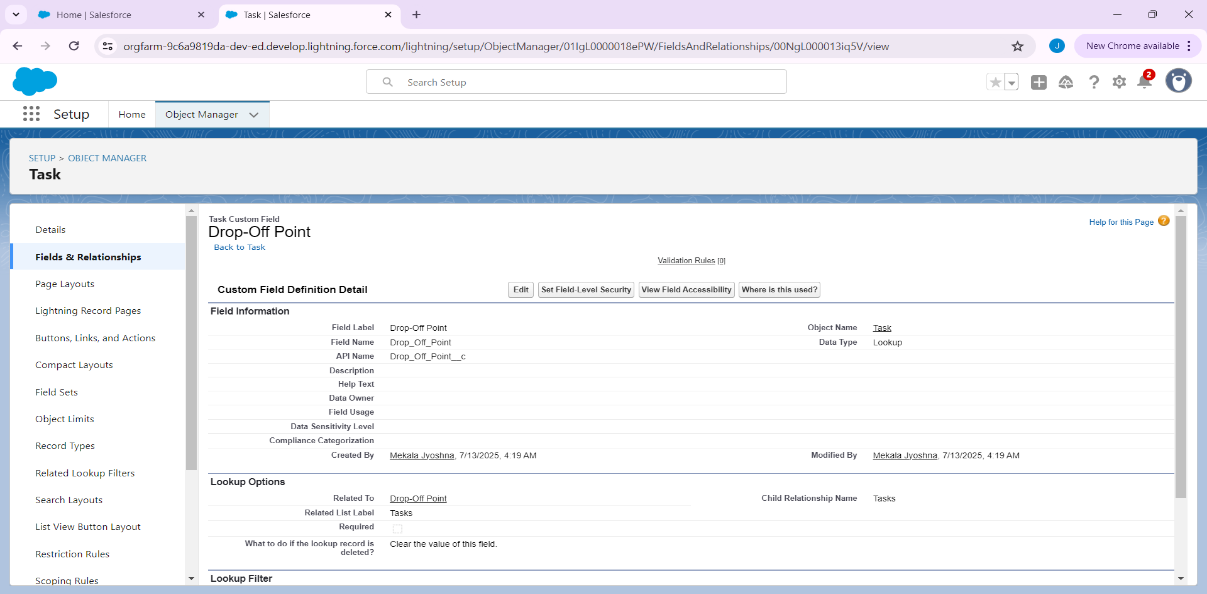 Home | Salesforce
Task | Salesforce
orgfarm-9c6a9819da-dev-ed.develop.lightning.force.com/lightning/setup/ObjectManager/01IgL0000018ePW/FieldsAndRelationships/00NgL000013iq5V/view
J
New Chrome available
Search Setup
2
Setup
Home
Object Manager
SETUP > OBJECT MANAGER
Task
Details
Fields & Relationships
Page Layouts
Lightning Record Pages
Buttons, Links, and Actions
Compact Layouts
Field Sets
Object Limits
Record Types
Related Lookup Filters
Search Layouts
List View Button Layout
Restriction Rules
Scoping Rules
Task Custom Field
Drop-Off Point
Back to Task
Help for this Page ?
Validation Rules [0]
Custom Field Definition Detail
Edit Set Field-Level Security View Field Accessibility Where is this used?
Field Information
Field Label Drop-Off Point Object Name Task
Field Name Drop_Off_Point Data Type Lookup
API Name Drop_Off_Point__c
Description
Help Text
Data Owner
Field Usage
Data Sensitivity Level
Compliance Categorization
Created By Mekala Jyoshna, 7/13/2025, 4:19 AM Modified By Mekala Jyoshna, 7/13/2025, 4:19 AM
Lookup Options
Related To Drop-Off Point Child Relationship Name Tasks
Related List Label Tasks
Required
What to do if the lookup record is Clear the value of this field.
deleted?
Lookup Filter